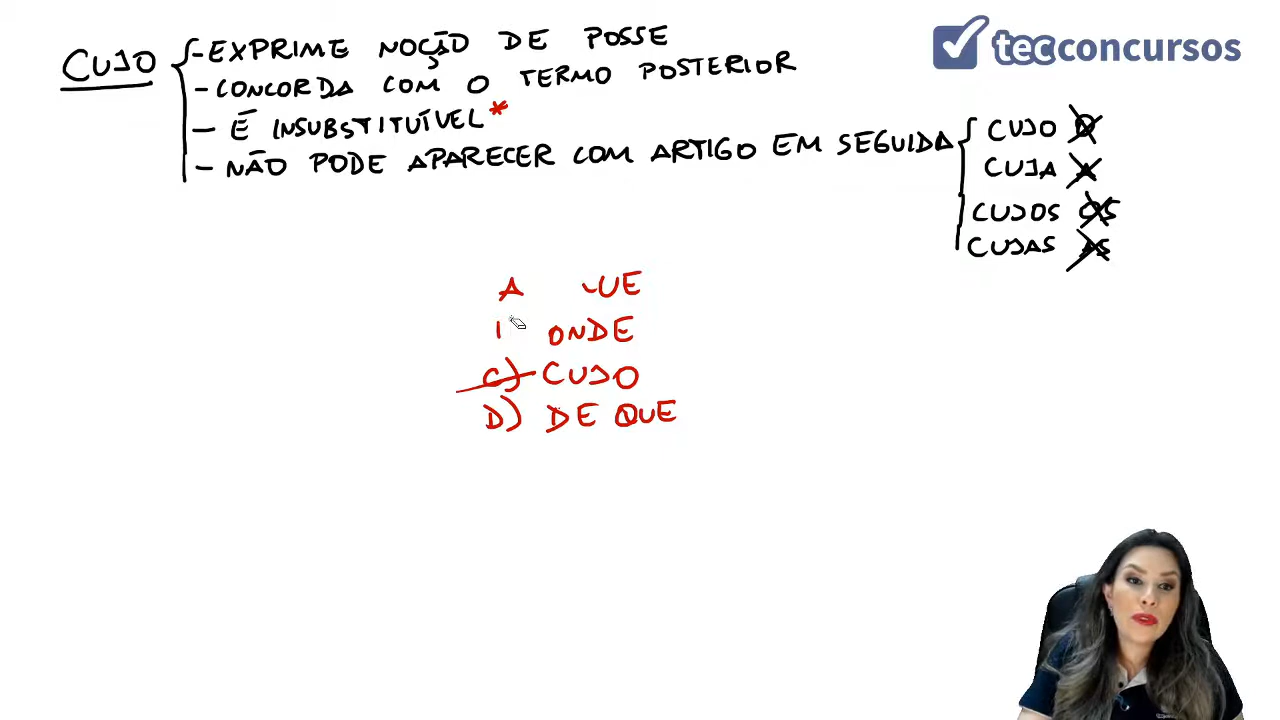 CUJO
- EXPRIME NOÇÃO DE POSSE
- CONCORDA COM O TERMO POSTERIOR
- É INSUBSTITUÍVEL *
- NÃO PODE APARECER COM ARTIGO EM SEGUIDA
CUJO O
CUJA A
CUJOS OS
CUJAS AS
A UE
ONDE
C) CUJO
D) DE QUE
tecconcursos